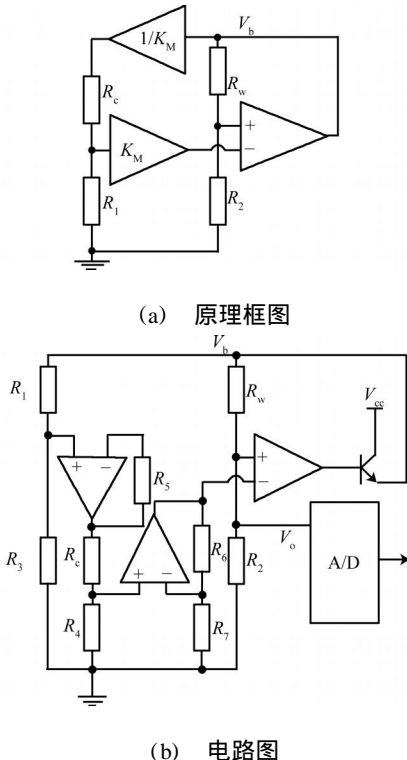 V_b
1/K_M
R_c
R_w
K_M
+
−
R_1
R_2
(a) 原理框图
V_b
R_1
R_w
V_cc
+ −
+
−
R_5
R_3
R_c
R_6
V_o
R_2
A/D
+ −
R_4
R_7
(b) 电路图